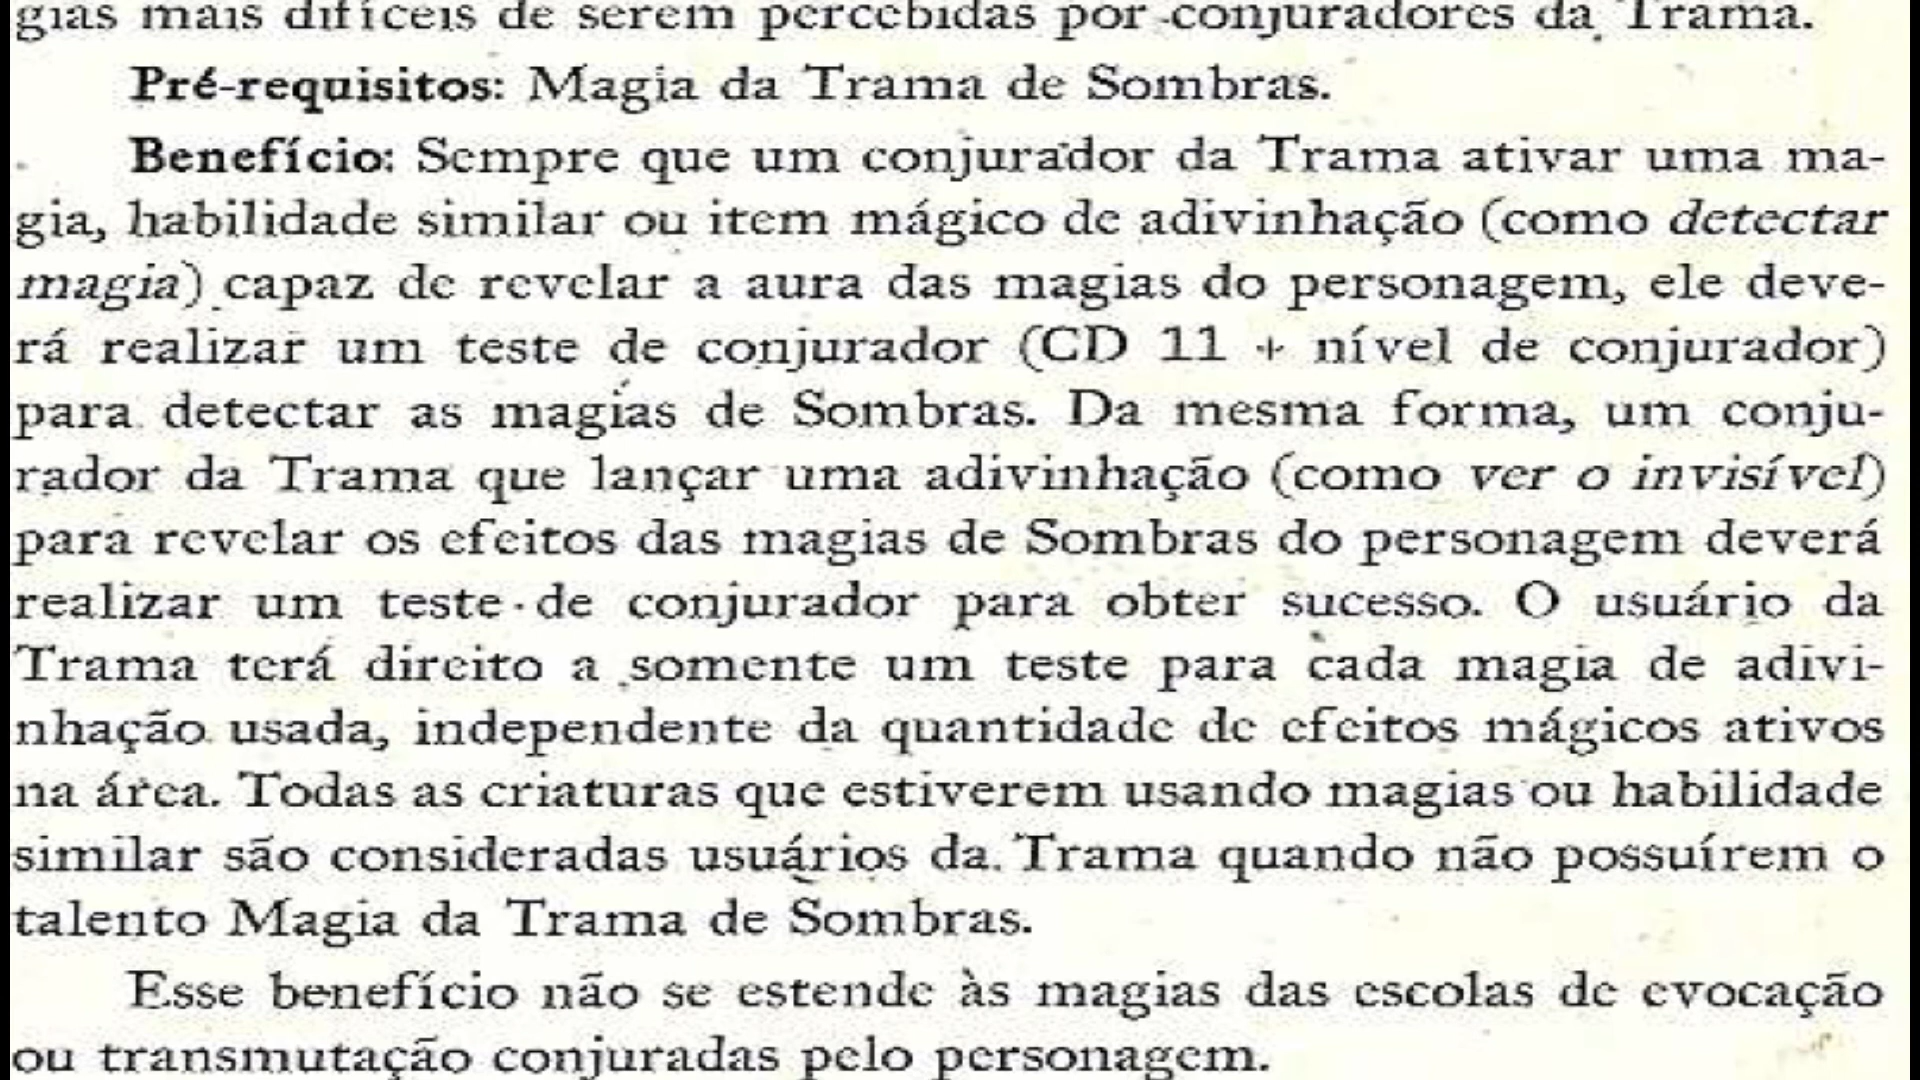 gias mais difíceis de serem percebidas por conjuradores da Trama.
Pré-requisitos: Magia da Trama de Sombras.
Benefício: Sempre que um conjurador da Trama ativar uma ma-
gia, habilidade similar ou item mágico de adivinhação (como detectar
magia) capaz de revelar a aura das magias do personagem, ele deve-
rá realizar um teste de conjurador (CD 11 + nível de conjurador)
para detectar as magias de Sombras. Da mesma forma, um conju-
rador da Trama que lançar uma adivinhação (como ver o invisível)
para revelar os efeitos das magias de Sombras do personagem deverá
realizar um teste de conjurador para obter sucesso. O usuário da
Trama terá direito a somente um teste para cada magia de adivi-
nhação usada, independente da quantidade de efeitos mágicos ativos
na área. Todas as criaturas que estiverem usando magias ou habilidade
similar são consideradas usuários da Trama quando não possuírem o
talento Magia da Trama de Sombras.
Esse benefício não se estende às magias das escolas de evocação
ou transmutação conjuradas pelo personagem.